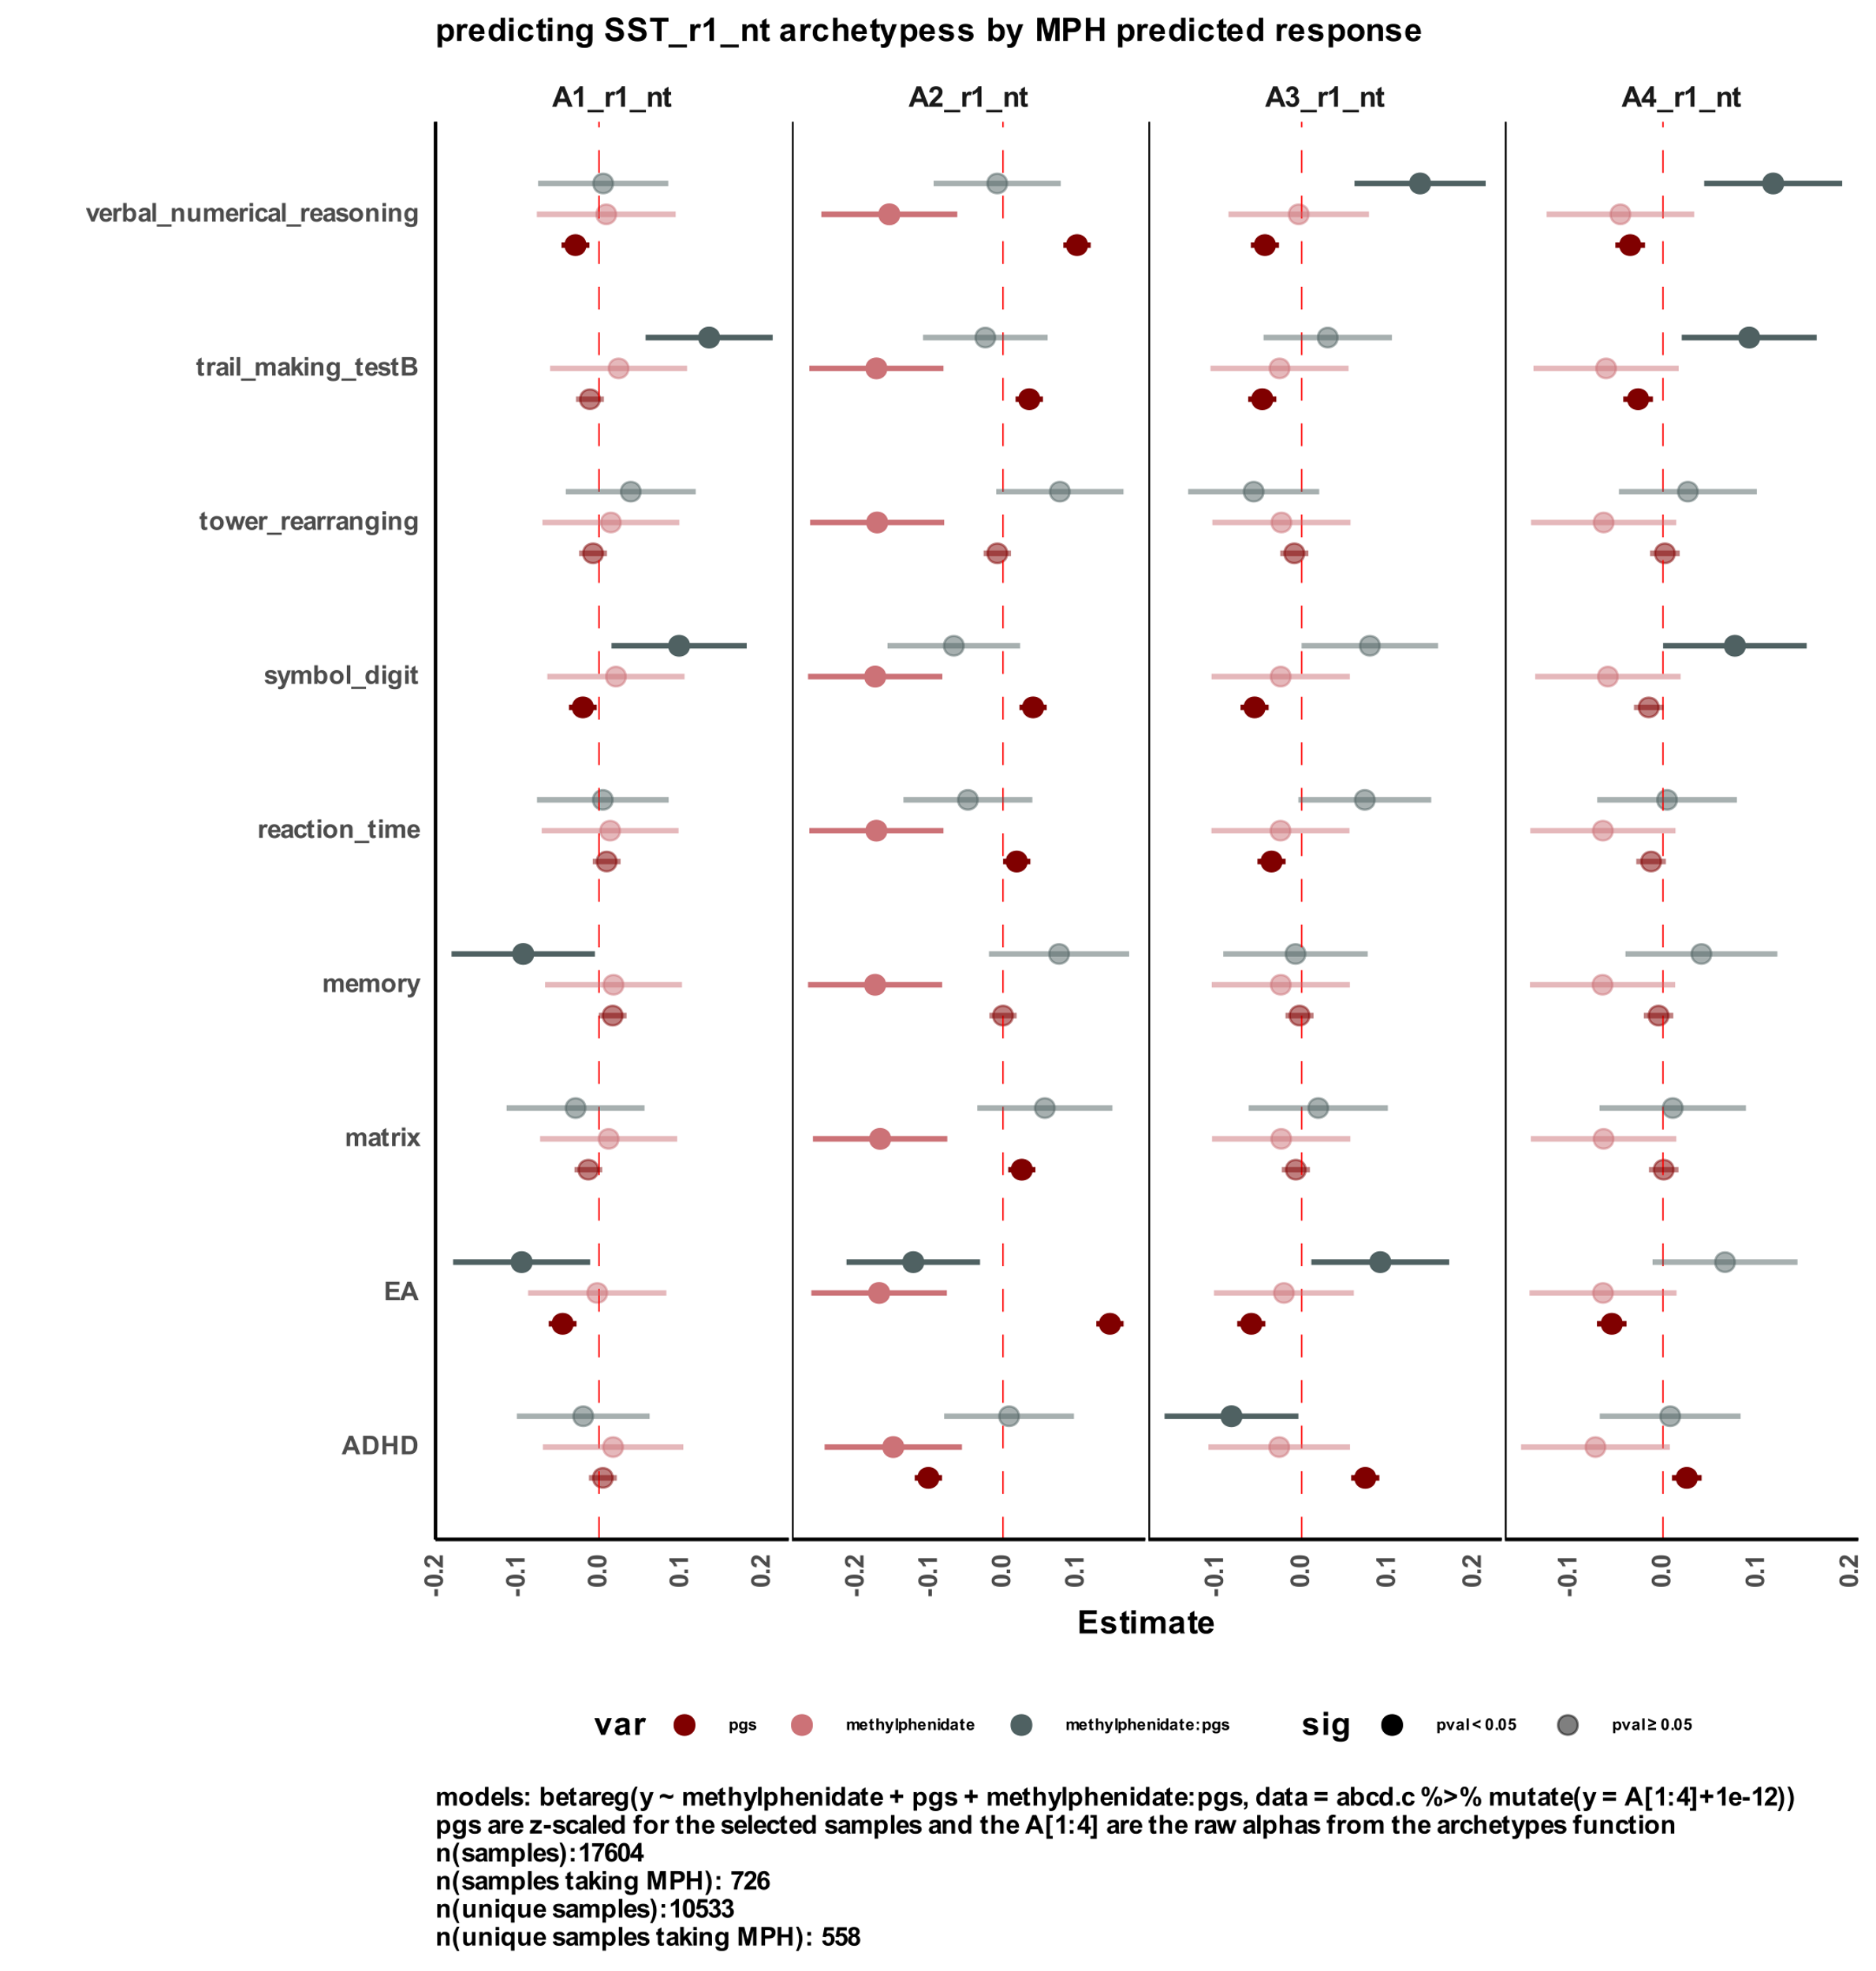 predicting SST_r1_nt archetypess by MPH predicted response
A1_r1_nt A2_r1_nt A3_r1_nt A4_r1_nt
verbal_numerical_reasoning
trail_making_testB
tower_rearranging
symbol_digit
reaction_time
memory
matrix
EA
ADHD
-0.2 -0.1 0.0 0.1 0.2 -0.2 -0.1 0.0 0.1 -0.1 0.0 0.1 0.2 -0.1 0.0 0.1 0.2
Estimate
var pgs methylphenidate methylphenidate:pgs sig pval < 0.05 pval ≥ 0.05
models: betareg(y ~ methylphenidate + pgs + methylphenidate:pgs, data = abcd.c %>% mutate(y = A[1:4]+1e-12))
pgs are z-scaled for the selected samples and the A[1:4] are the raw alphas from the archetypes function
n(samples):17604
n(samples taking MPH): 726
n(unique samples):10533
n(unique samples taking MPH): 558